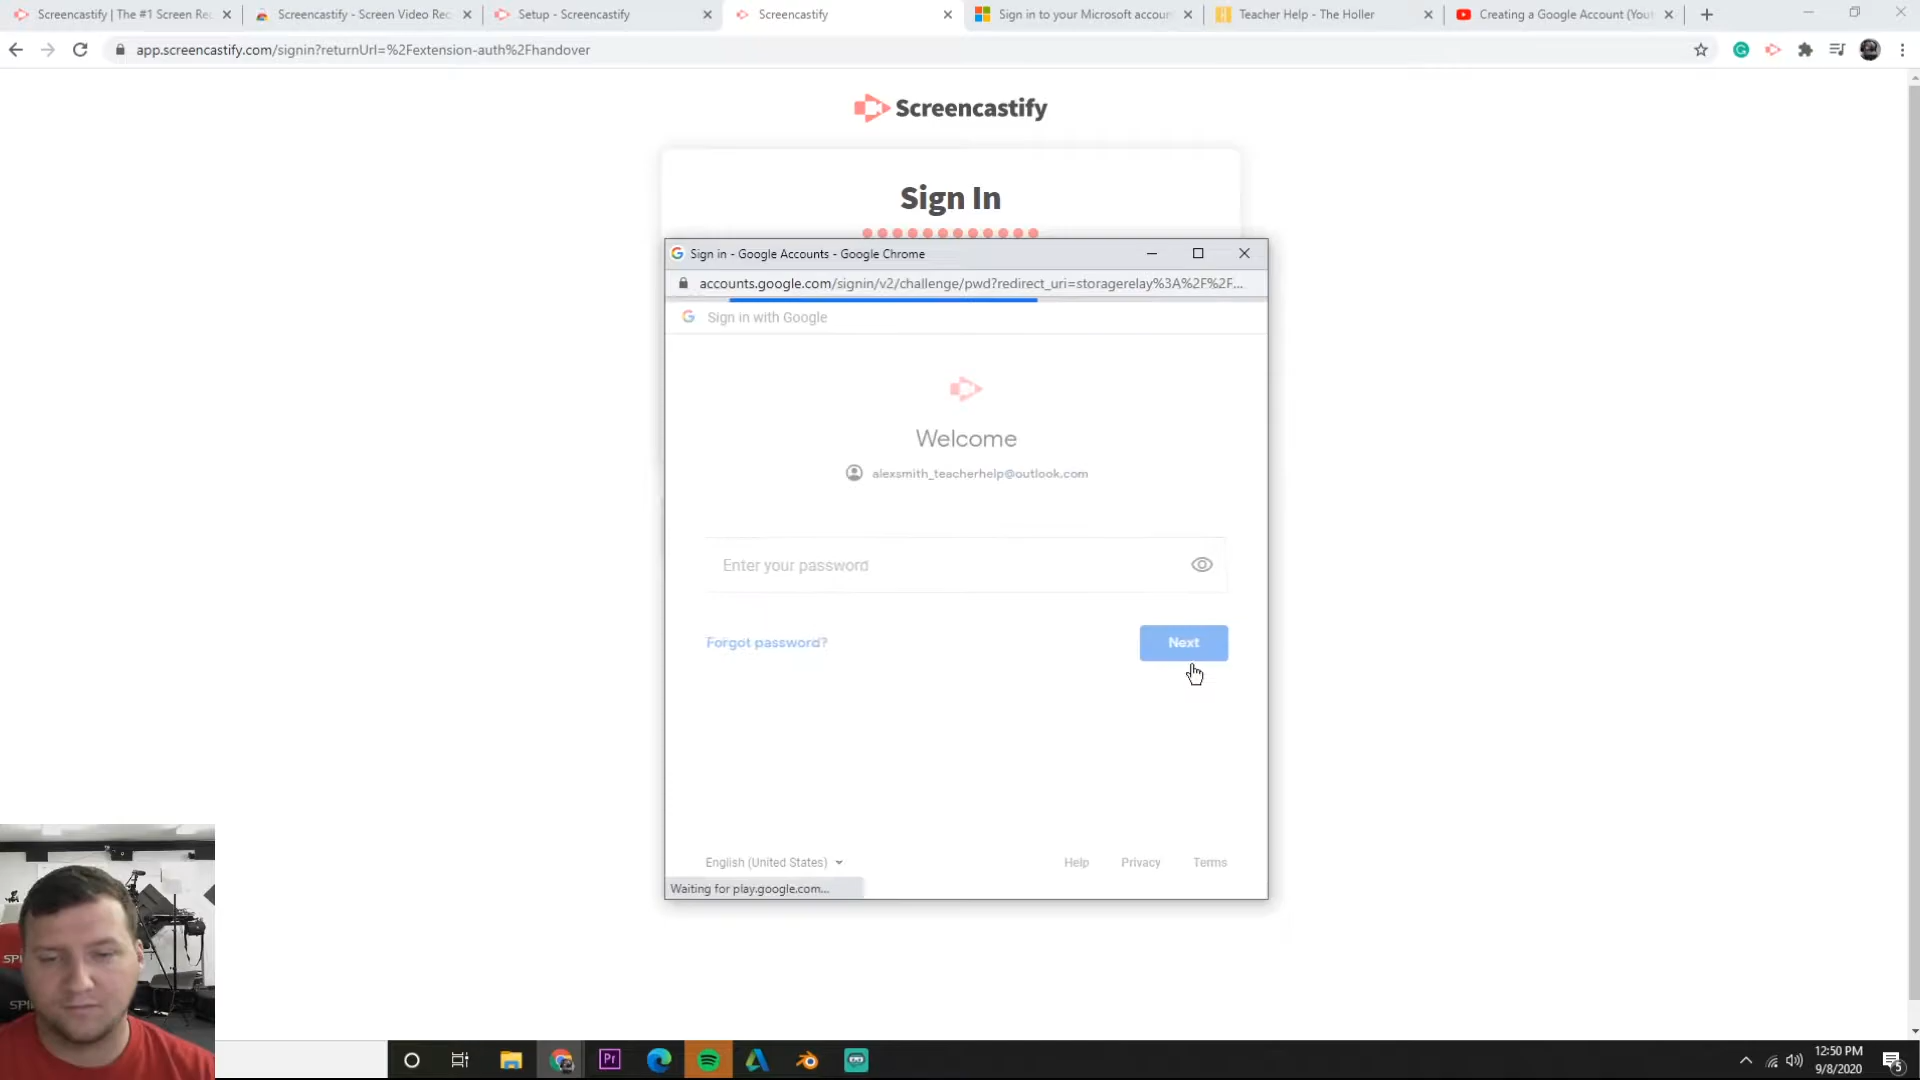 Screencastify | The #1 Screen Rec
Screencastify - Screen Video Rec
Setup - Screencastify
Screencastify
Sign in to your Microsoft accoun
Teacher Help - The Holler
Creating a Google Account (Yout
app.screencastify.com/signin?returnUrl=%2Fextension-auth%2Fhandover
Screencastify
Sign In
Sign in - Google Accounts - Google Chrome
accounts.google.com/signin/v2/challenge/pwd?redirect_uri=storagerelay%3A%2F%2F...
Sign in with Google
Welcome
alexsmith_teacherhelp@outlook.com
Enter your password
Forgot password?
Next
English (United States)
Help
Privacy
Terms
Waiting for play.google.com...
Pr
12:50 PM
9/8/2020
5